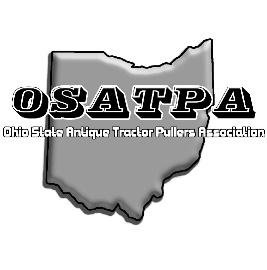 OSATPA
Ohio State Antique Tractor Pullers Association